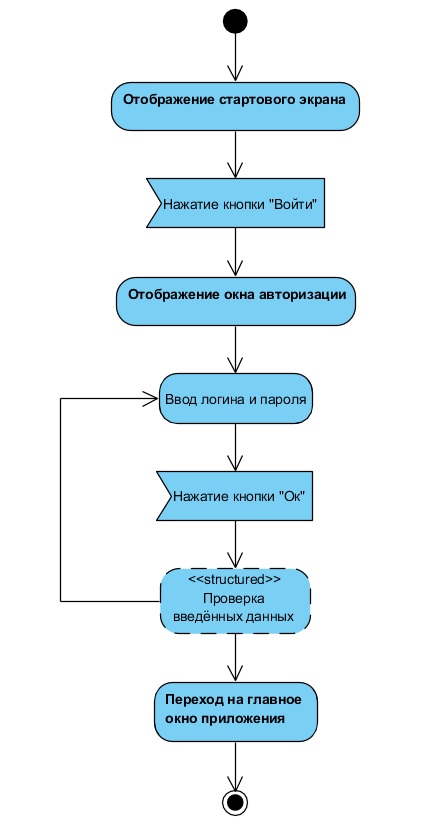 Отображение стартового экрана
Нажатие кнопки "Войти"
Отображение окна авторизации
Ввод логина и пароля
Нажатие кнопки "Ок"
<<structured>>
Проверка
введённых данных
Переход на главное
окно приложения